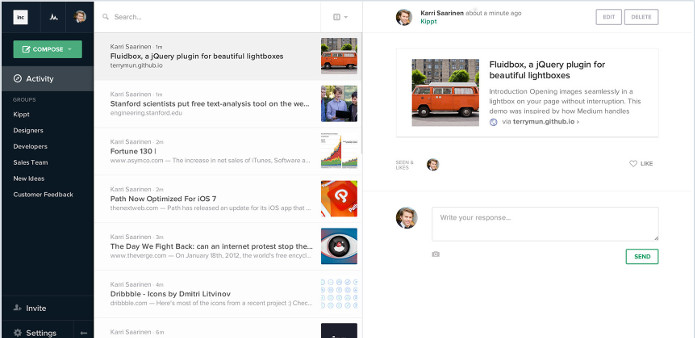 inc
Search...
COMPOSE
Activity
GROUPS
Kippt
Designers
Developers
Sales Team
New Ideas
Customer Feedback
Invite
Settings
Karri Saarinen · 1m
Fluidbox, a jQuery plugin for beautiful lightboxes
terrymun.github.io
Karri Saarinen · 1m
Stanford scientists put free text-analysis tool on the we...
engineering.stanford.edu
Karri Saarinen · 2m
Fortune 130 |
www.asymco.com — The increase in net sales of iTunes, Software a...
Karri Saarinen · 2m
Path Now Optimized For iOS 7
thenextweb.com — Path has released an update for its iOS app that ...
Karri Saarinen · 3m
The Day We Fight Back: can an internet protest stop the...
www.theverge.com — On January 18th, 2012, the world's free encycl...
Karri Saarinen · 4m
Dribbble - Icons by Dmitri Litvinov
dribbble.com — Here's most of the icons from a recent project :) Cher...
Karri Saarinen · 6m
Karri Saarinen about a minute ago
Kippt
EDIT
DELETE
Fluidbox, a jQuery plugin for
beautiful lightboxes
Introduction Opening images seamlessly in a
lightbox on your page without interruption. This
demo was inspired by how Medium handles
via terrymun.github.io ›
SEEN &
LIKES
LIKE
Write your response...
SEND